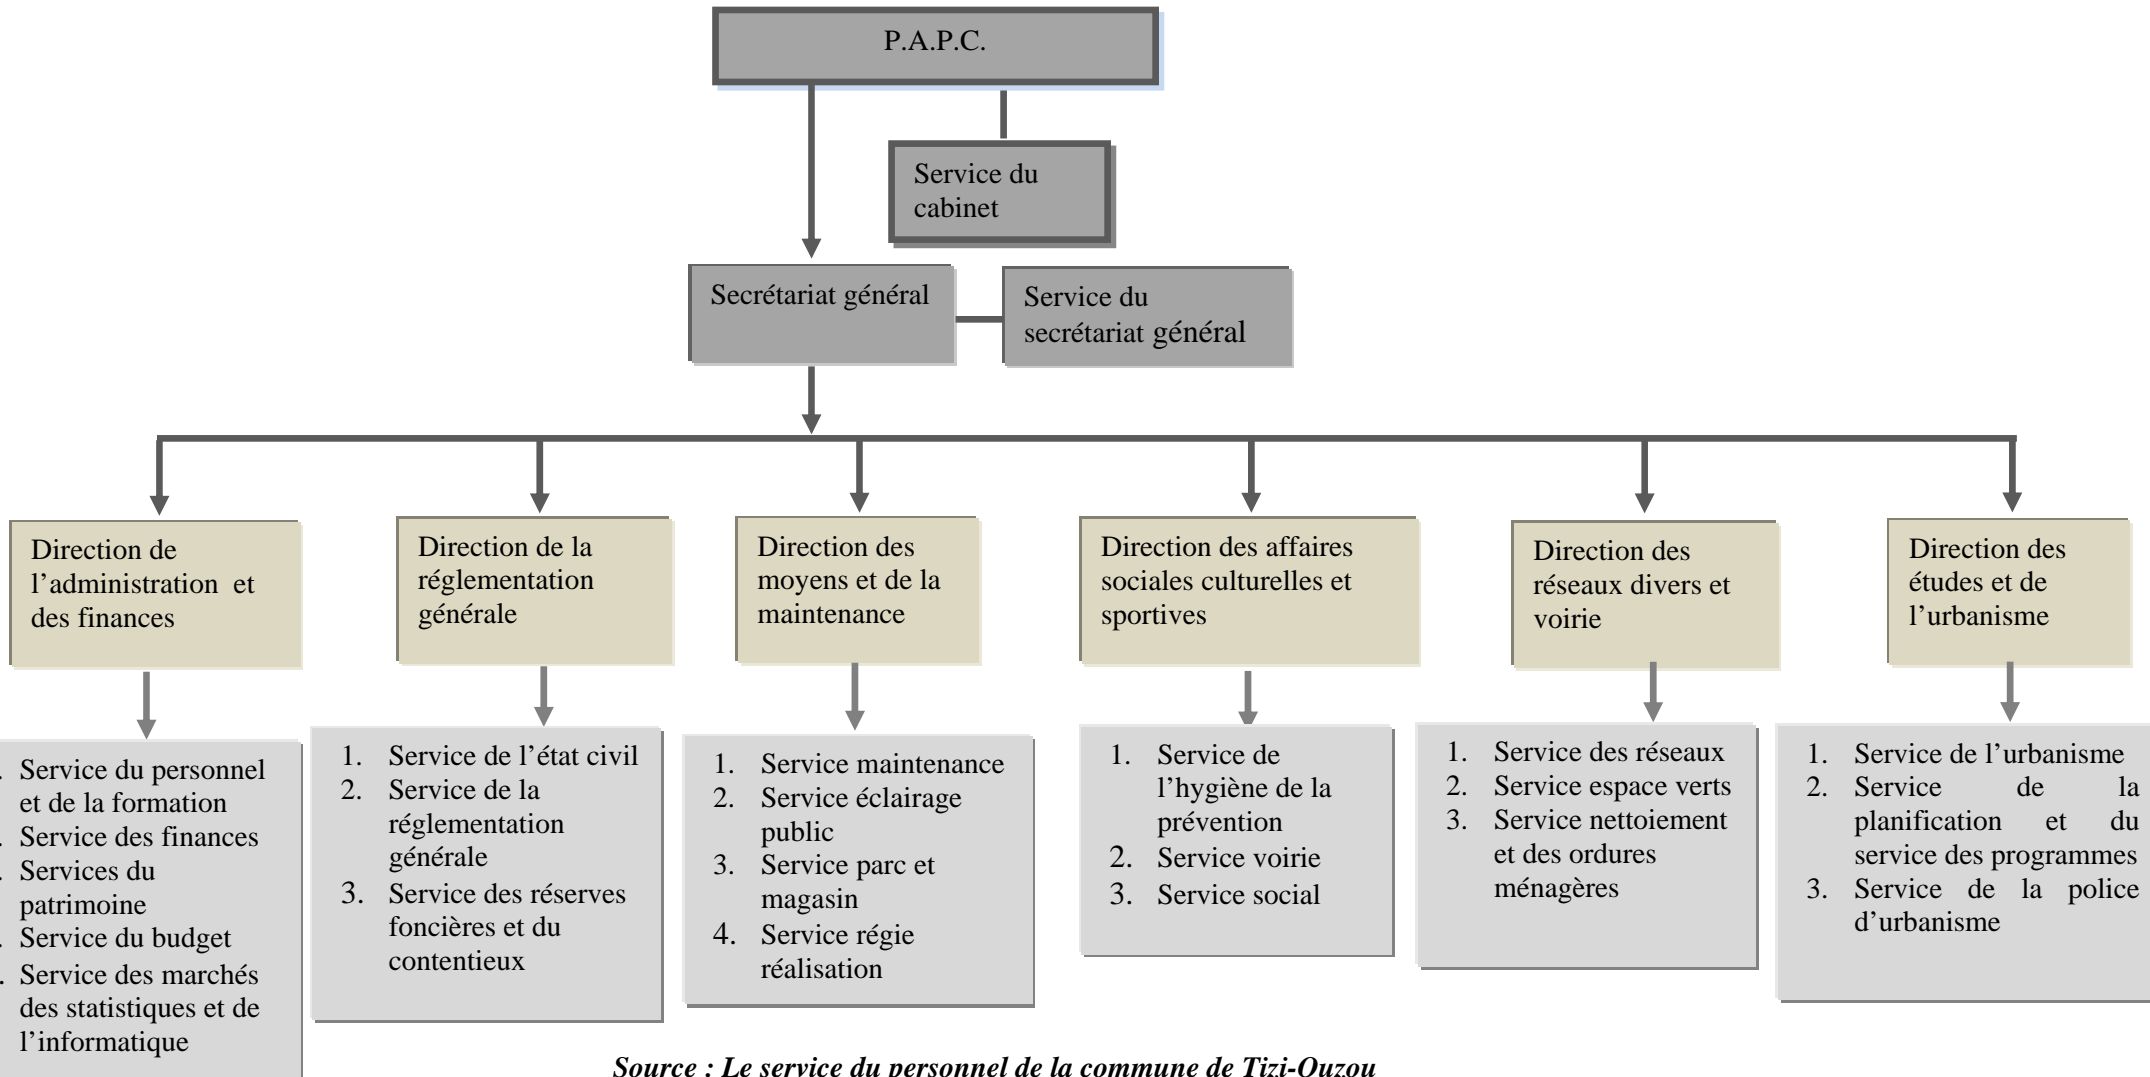 P.A.P.C.
Service du
cabinet
Secrétariat général
Service du
secrétariat général
Direction de
l’administration et
des finances
Direction de la
réglementation
générale
Direction des
moyens et de la
maintenance
Direction des affaires
sociales culturelles et
sportives
Direction des
réseaux divers et
voirie
Direction des
études et de
l’urbanisme
. Service du personnel
et de la formation
. Service des finances
. Services du
patrimoine
. Service du budget
. Service des marchés
des statistiques et de
l’informatique
1. Service de l’état civil
2. Service de la
réglementation
générale
3. Service des réserves
foncières et du
contentieux
1. Service maintenance
2. Service éclairage
public
3. Service parc et
magasin
4. Service régie
réalisation
1. Service de
l’hygiène de la
prévention
2. Service voirie
3. Service social
1. Service des réseaux
2. Service espace verts
3. Service nettoiement
et des ordures
ménagères
1. Service de l’urbanisme
2. Service de la
planification et du
service des programmes
3. Service de la police
d’urbanisme
Source : Le service du personnel de la commune de Tizi-Ouzou